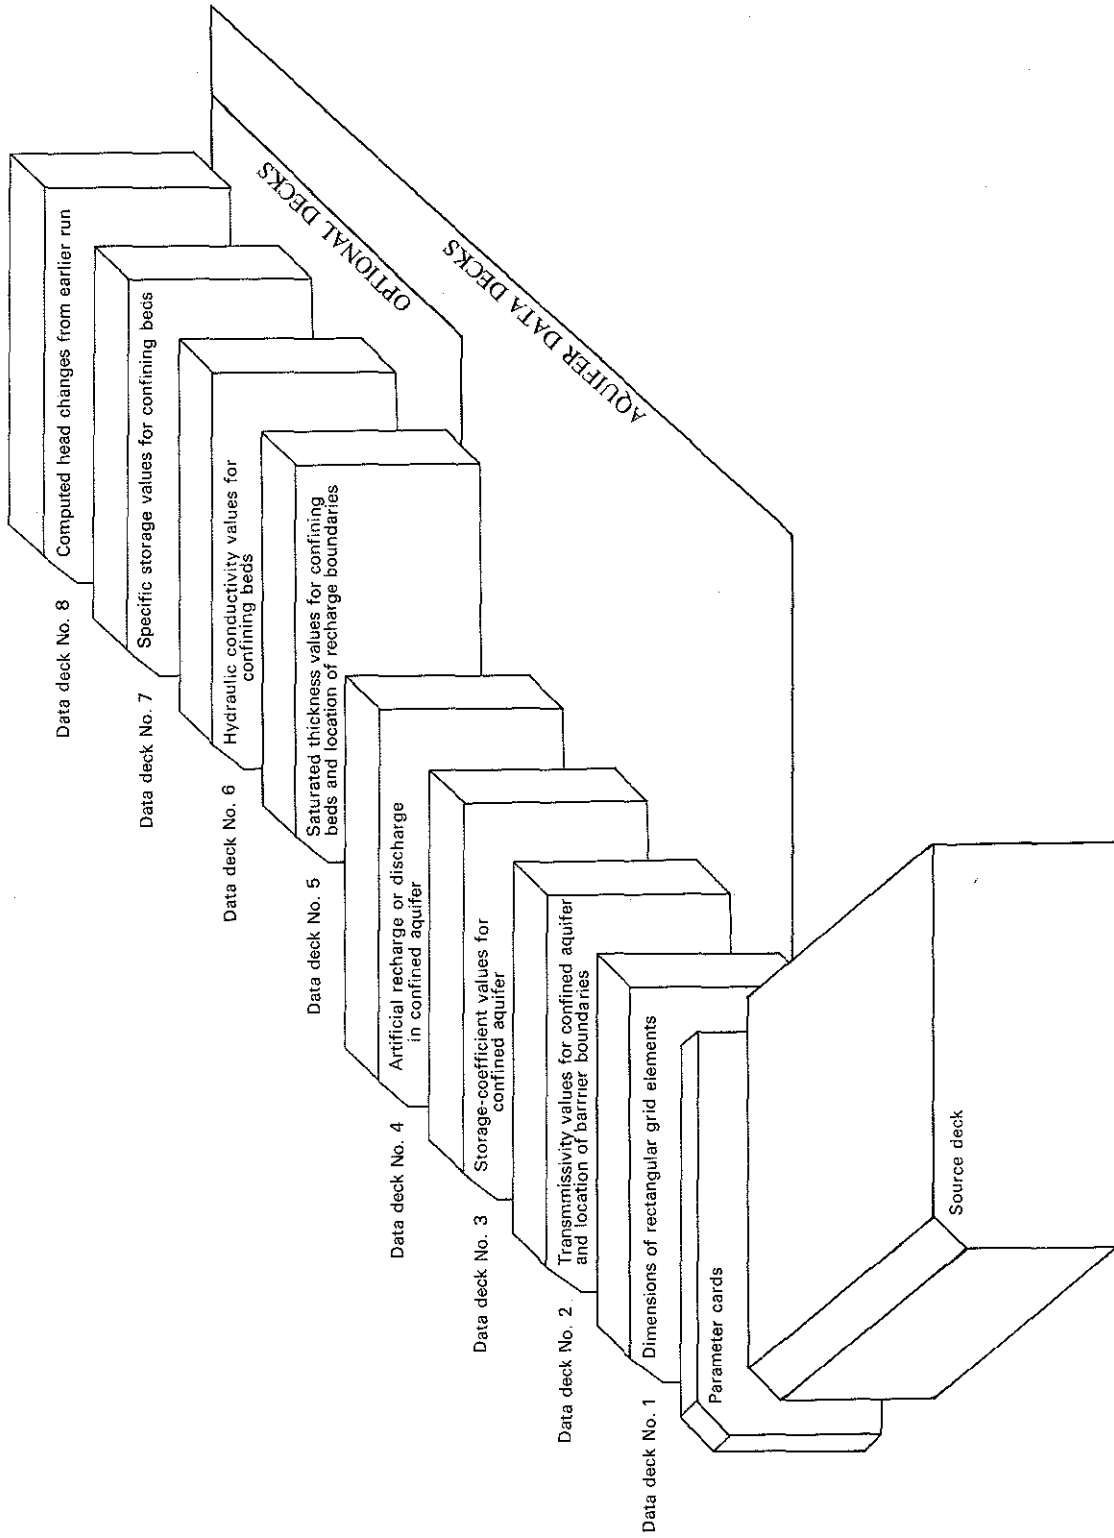 Data deck No. 8
Computed head changes from earlier run
Data deck No. 7
Specific storage values for confining beds
Data deck No. 6
Hydraulic conductivity values for
confining beds
Data deck No. 5
Saturated thickness values for confining
beds and location of recharge boundaries
Data deck No. 4
Artificial recharge or discharge
in confined aquifer
Data deck No. 3
Storage-coefficient values for
confined aquifer
Data deck No. 2
Transmmissivity values for confined aquifer
and location of barrier boundaries
Data deck No. 1
Dimensions of rectangular grid elements
Parameter cards
Source deck
OPTIONAL DECKS
AQUIFER DATA DECKS